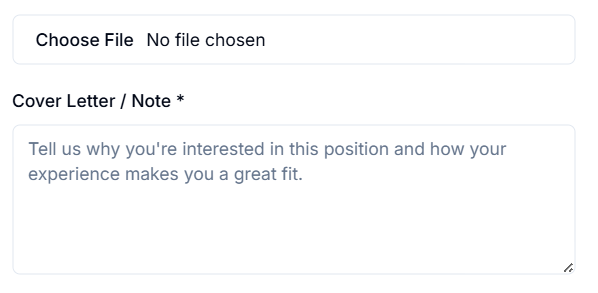 Choose File No file chosen
Cover Letter / Note *
Tell us why you're interested in this position and how your
experience makes you a great fit.